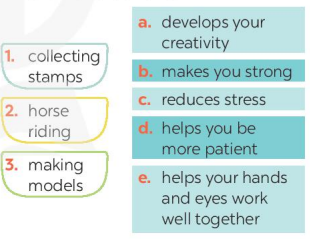 1. collecting
stamps
2. horse
riding
3. making
models
a. develops your
creativity
b. makes you strong
c. reduces stress
d. helps you be
more patient
e. helps your hands
and eyes work
well together